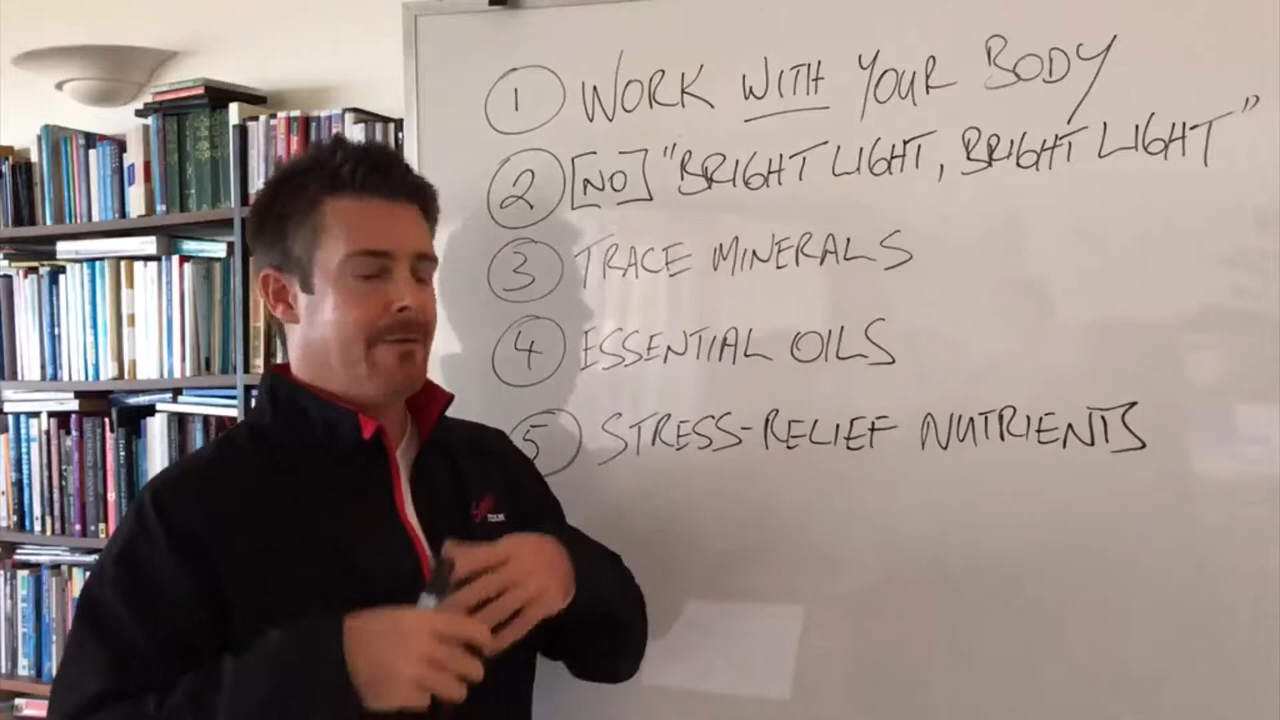 1 WORK WITH YOUR BODY
2 [NO] "BRIGHT LIGHT, BRIGHT LIGHT"
3 TRACE MINERALS
4 ESSENTIAL OILS
5 STRESS-RELIEF NUTRIENTS